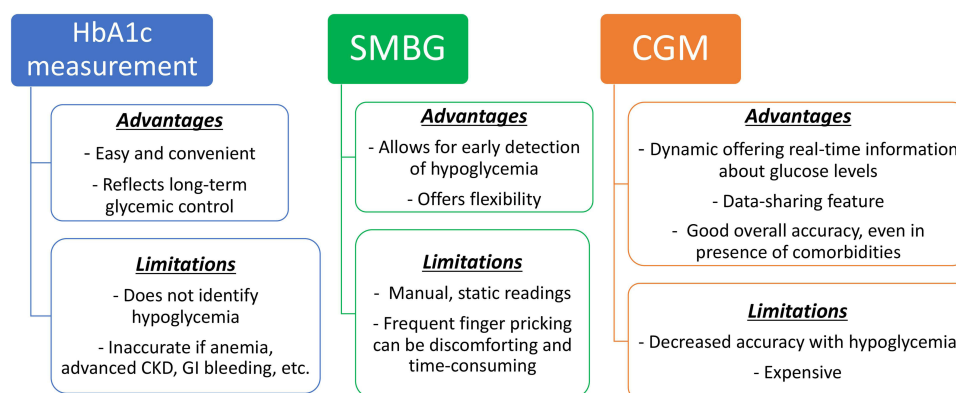 HbA1c
measurement
Advantages
- Easy and convenient
- Reflects long-term
glycemic control
Limitations
- Does not identify
hypoglycemia
- Inaccurate if anemia,
advanced CKD, GI bleeding, etc.
SMBG
Advantages
- Allows for early detection
of hypoglycemia
- Offers flexibility
Limitations
- Manual, static readings
- Frequent finger pricking
can be discomforting and
time-consuming
CGM
Advantages
- Dynamic offering real-time information
about glucose levels
- Data-sharing feature
- Good overall accuracy, even in
presence of comorbidities
Limitations
- Decreased accuracy with hypoglycemia
- Expensive